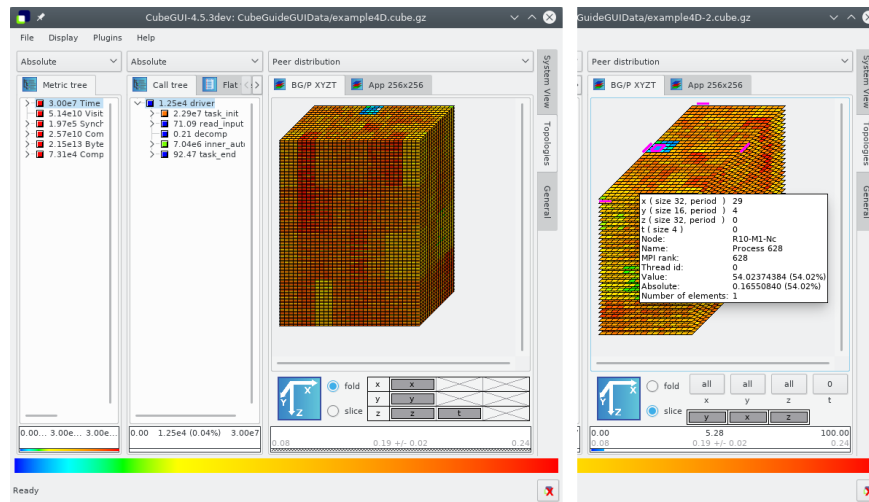 CubeGUI-4.5.3dev: CubeGuideGUIData/example4D.cube.gz
File Display Plugins Help
Absolute
Absolute
Peer distribution
Metric tree
Call tree
Flat
BG/P XYZT
App 256x256
3.00e7 Time
5.14e10 Visit
1.97e5 Synch
2.57e10 Com
2.15e13 Byte
7.31e4 Comp
1.25e4 driver
2.29e7 task_init
71.09 read_input
0.21 decomp
7.04e6 inner_auto
92.47 task_end
System View
Topologies
General
X
Y
Z
fold
slice
x x
y y
z z t
0.00... 3.00e... 3.00e...
0.00 1.25e4 (0.04%) 3.00e7
0.08 0.19 +/- 0.02 0.24
Ready
GuideGUIData/example4D-2.cube.gz
Peer distribution
BG/P XYZT
App 256x256
System View
Topologies
General
x ( size 32, period ) 29
y ( size 16, period ) 4
z ( size 32, period ) 0
t ( size 4 ) 0
Node: R10-M1-Nc
Name: Process 628
MPI rank: 628
Thread id: 0
Value: 54.02374384 (54.02%)
Absolute: 0.16550840 (54.02%)
Number of elements: 1
X
Y
Z
fold
slice
all all all 0
x y z t
y x z
0.00 5.28 100.00
0.08 0.19 +/- 0.02 0.24